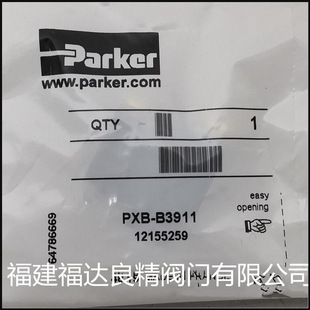 Parker
www.parker.com
QTY 1
easy
opening
PXB-B3911
12155259
64786669
福建福达良精阀门有限公司